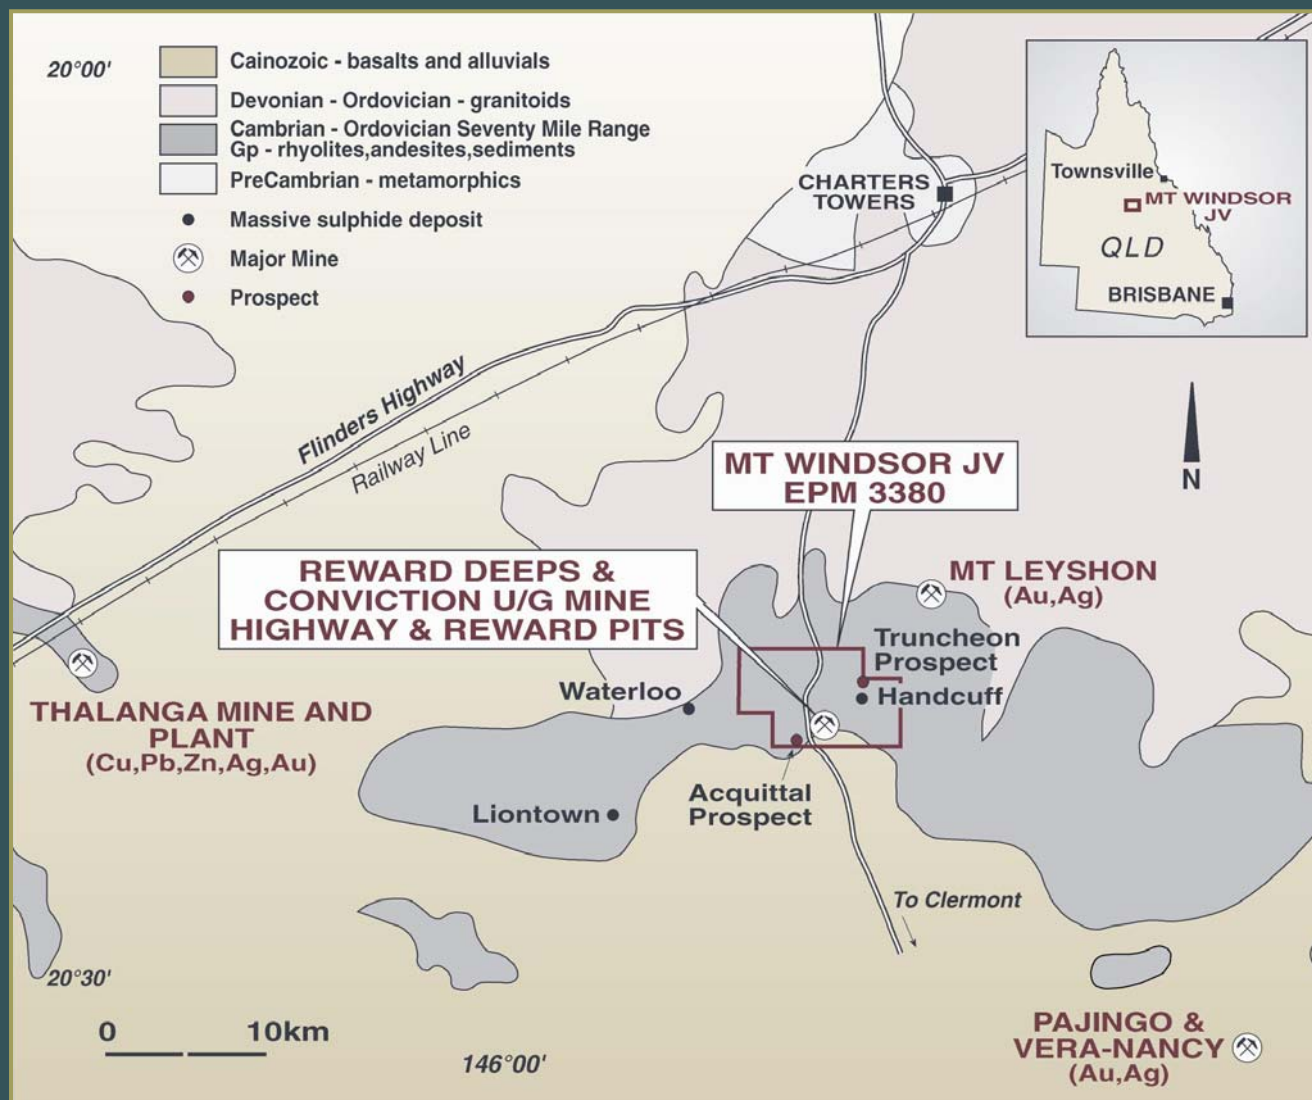 20°00'
Cainozoic - basalts and alluvials
Devonian - Ordovician - granitoids
Cambrian - Ordovician Seventy Mile Range
Gp - rhyolites,andesites,sediments
PreCambrian - metamorphics
Massive sulphide deposit
Major Mine
Prospect
CHARTERS
TOWERS
Townsville
MT WINDSOR
JV
QLD
BRISBANE
Flinders Highway
Railway Line
N
MT WINDSOR JV
EPM 3380
REWARD DEEPS &
CONVICTION U/G MINE
HIGHWAY & REWARD PITS
MT LEYSHON
(Au,Ag)
Truncheon
Prospect
Handcuff
Waterloo
THALANGA MINE AND
PLANT
(Cu,Pb,Zn,Ag,Au)
Acquittal
Prospect
Liontown
To Clermont
20°30'
0 10km
146°00'
PAJINGO &
VERA-NANCY
(Au,Ag)